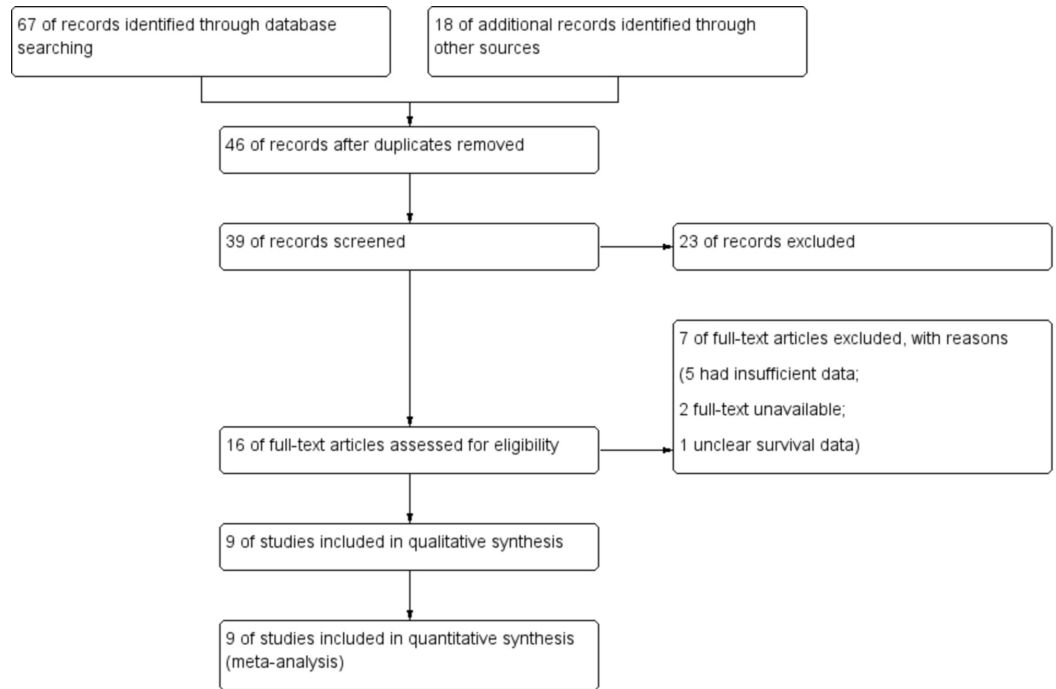 67 of records identified through database
searching
18 of additional records identified through
other sources
46 of records after duplicates removed
39 of records screened
23 of records excluded
7 of full-text articles excluded, with reasons
(5 had insufficient data;
2 full-text unavailable;
1 unclear survival data)
16 of full-text articles assessed for eligibility
9 of studies included in qualitative synthesis
9 of studies included in quantitative synthesis
(meta-analysis)